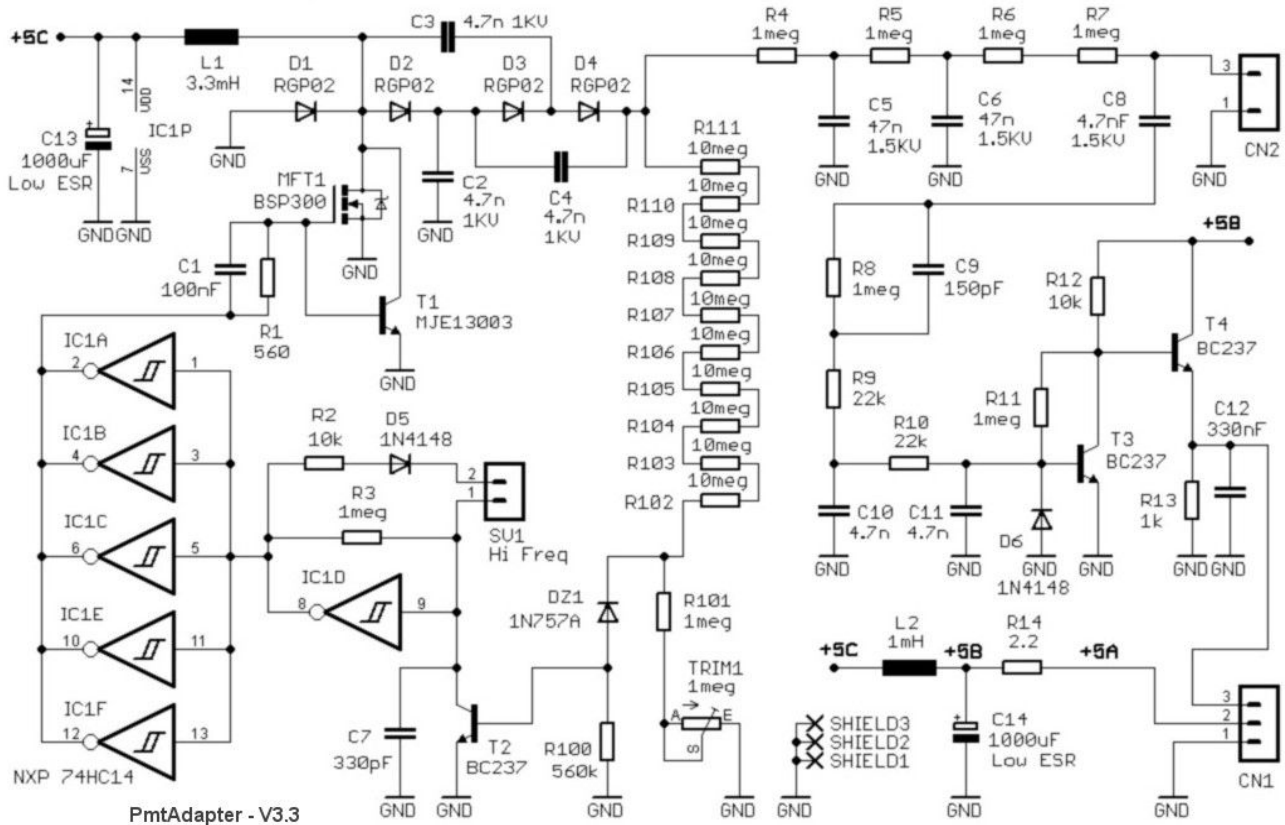 +5C
L1
3.3mH
C3
4.7n 1KV
D1
RGP02
D2
RGP02
D3
RGP02
D4
RGP02
R4
1meg
R5
1meg
R6
1meg
R7
1meg
3
1
CN2
14
VDD
IC1P
7
VSS
C13
1000uF
Low ESR
GND
GND
GND
MFT1
BSP300
C2
4.7n
1KV
GND
C4
4.7n
1KV
C5
47n
1.5KV
GND
C6
47n
1.5KV
GND
C8
4.7nF
1.5KV
GND
C1
100nF
R1
560
GND
T1
MJE13003
GND
R111
10meg
10meg
R110
10meg
R109
10meg
R108
10meg
R107
10meg
R106
10meg
R105
10meg
R104
10meg
R103
10meg
R102
R8
1meg
C9
150pF
R9
22k
R10
22k
R11
1meg
R12
10k
+5B
T4
BC237
T3
BC237
C12
330nF
R13
1k
C10
4.7n
C11
4.7n
D6
1N4148
GND
GND
GND
GND
GND
GND
IC1A
2
1
IC1B
4
3
IC1C
6
5
IC1E
10
11
IC1F
12
13
NXP 74HC14
R2
10k
D5
1N4148
R3
1meg
2
1
SV1
Hi Freq
IC1D
8
9
C7
330pF
GND
T2
BC237
GND
DZ1
1N757A
R100
560k
GND
R101
1meg
TRIM1
1meg
A
E
S
GND
SHIELD3
SHIELD2
SHIELD1
GND
+5C
L2
1mH
+5B
R14
2.2
+5A
C14
1000uF
Low ESR
GND
GND
3
2
1
CN1
PmtAdapter - V3.3